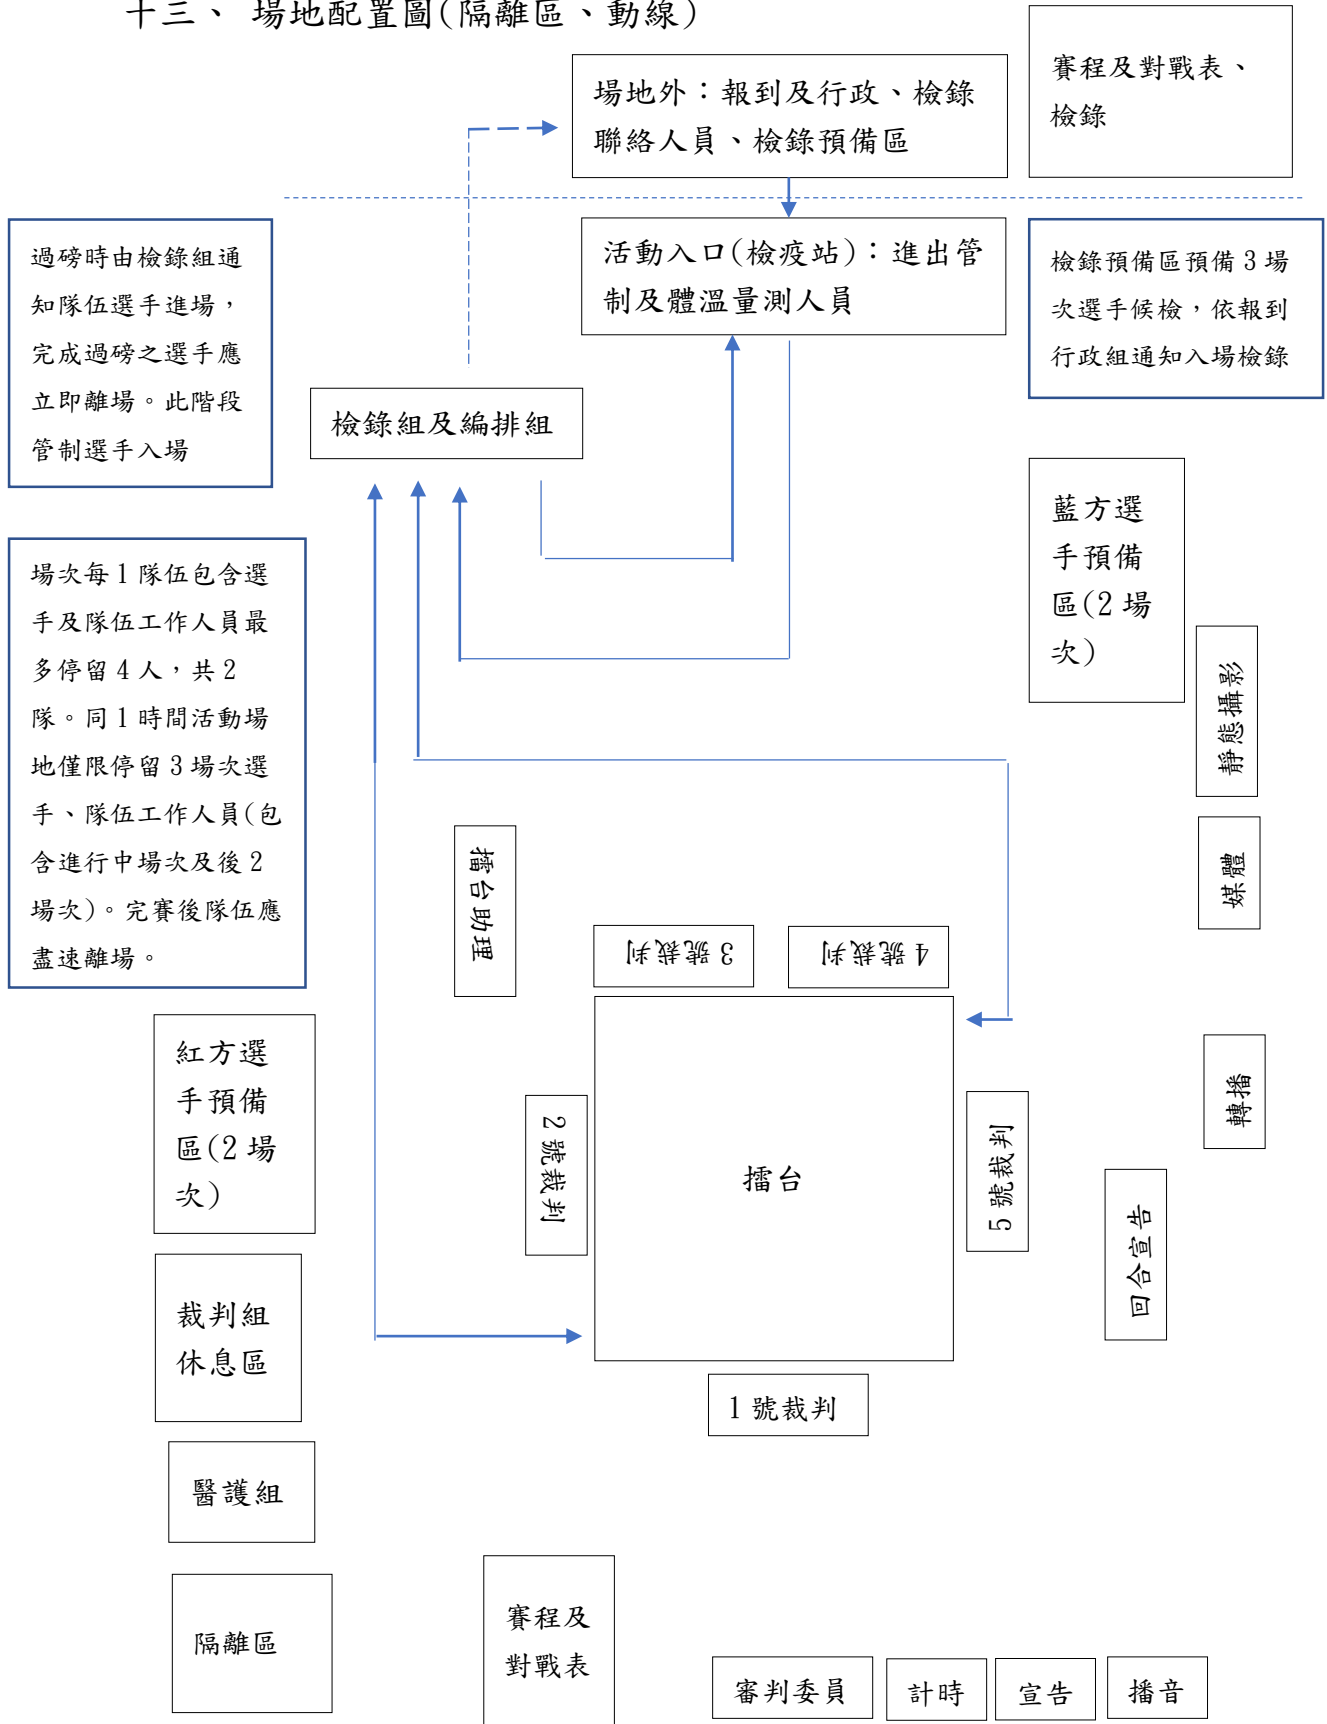 十三、 場地配置圖(隔離區、動線)
賽程及對戰表、
檢錄
場地外：報到及行政、檢錄
聯絡人員、檢錄預備區
過磅時由檢錄組通
知隊伍選手進場，
完成過磅之選手應
立即離場。此階段
管制選手入場
活動入口(檢疫站)：進出管
制及體溫量測人員
檢錄預備區預備 3 場
次選手候檢，依報到
行政組通知入場檢錄
檢錄組及編排組
藍方選
手預備
區(2 場
次)
場次每 1 隊伍包含選
手及隊伍工作人員最
多停留 4 人，共 2
隊。同 1 時間活動場
地僅限停留 3 場次選
手、隊伍工作人員(包
含進行中場次及後 2
場次)。完賽後隊伍應
盡速離場。
靜態攝影
媒體
擂台助理
3 號裁判
4 號裁判
紅方選
手預備
區(2 場
次)
轉播
2 號裁判
擂台
5 號裁判
回合宣告
裁判組
休息區
1 號裁判
醫護組
隔離區
賽程及
對戰表
審判委員
計時
宣告
播音